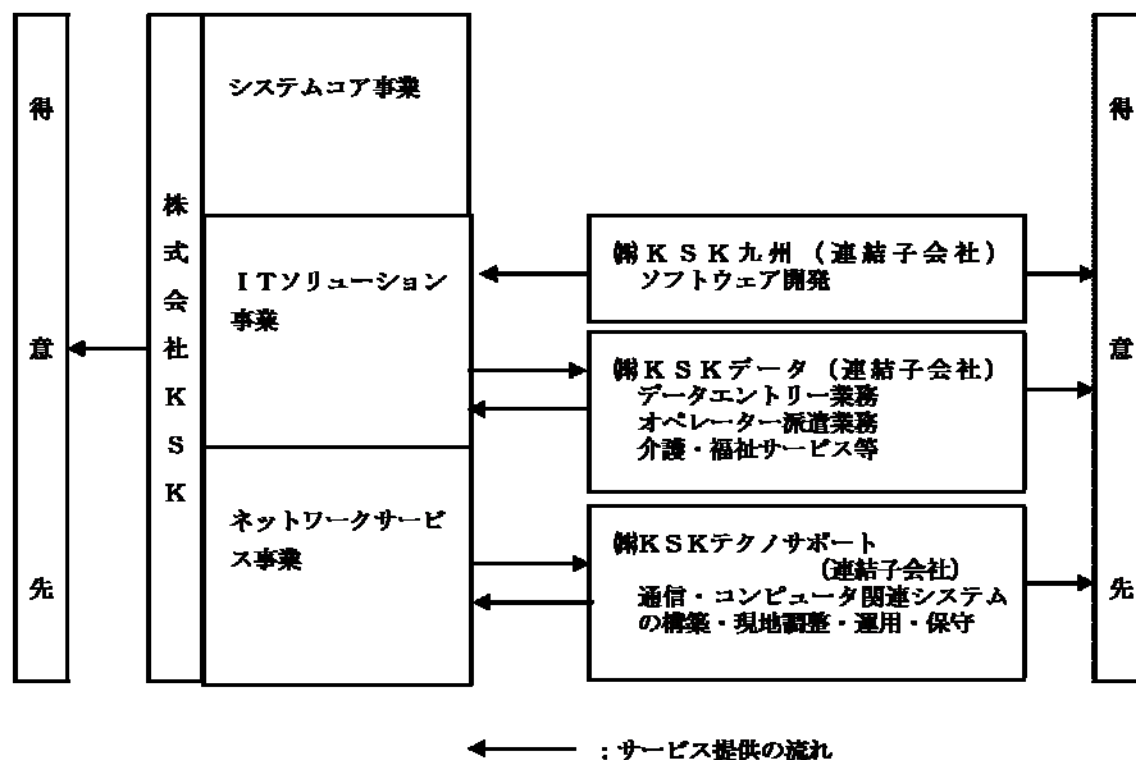 得意先
株式会社KSK
システムコア事業
ITソリューション
事業
ネットワークサービ
ス事業
㈱KSK九州（連結子会社）
ソフトウェア開発
㈱KSKデータ（連結子会社）
データエントリー業務
オペレーター派遣業務
介護・福祉サービス等
㈱KSKテクノサポート
（連結子会社）
通信・コンピュータ関連システム
の構築・現地調整・運用・保守
得意先
；サービス提供の流れ